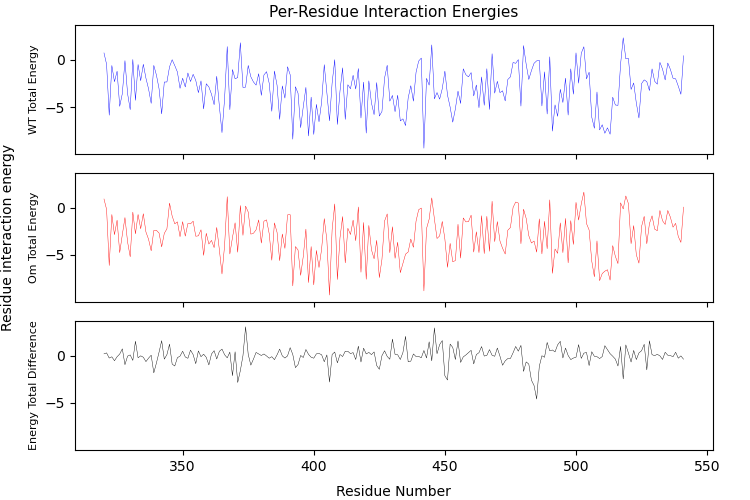 Per-Residue Interaction Energies
Residue interaction energy
WT Total Energy
0
−5
Om Total Energy
0
−5
Energy Total Difference
0
−5
350 400 450 500 550
Residue Number